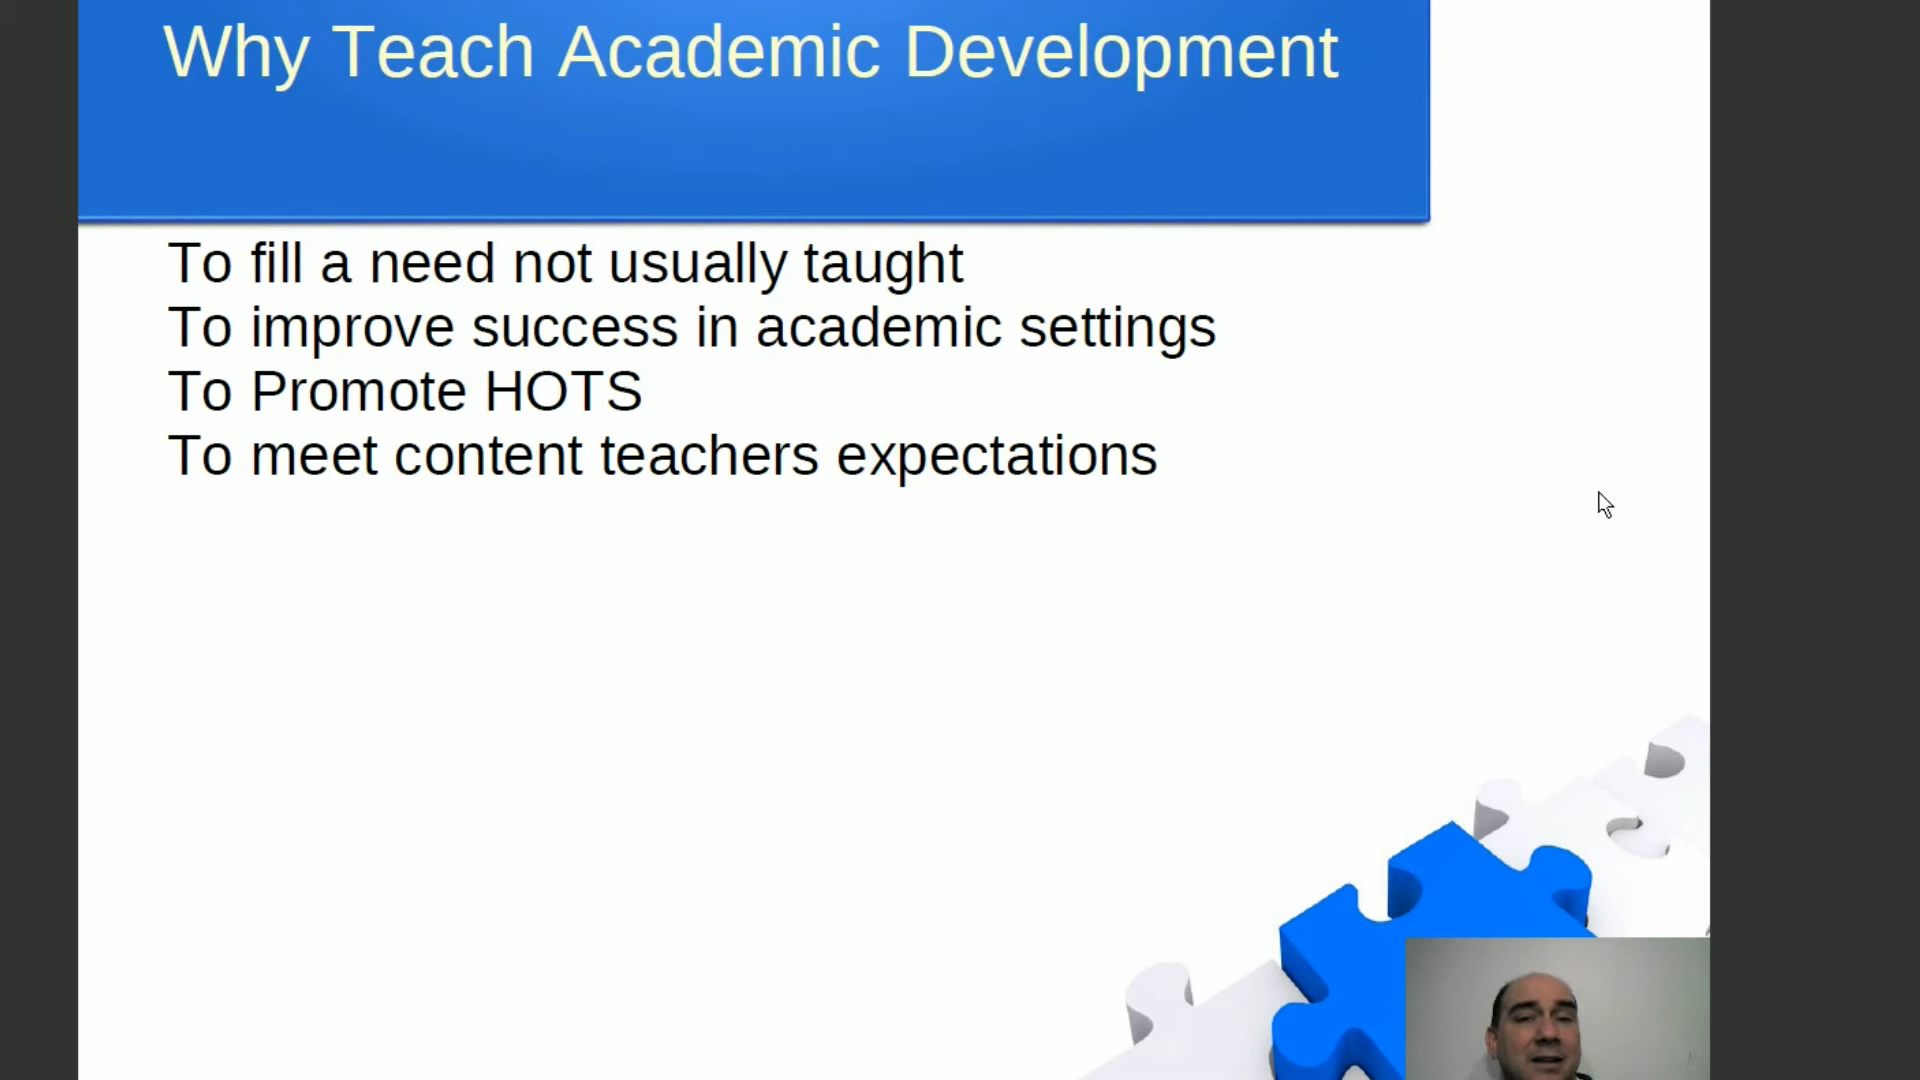 Why Teach Academic Development
To fill a need not usually taught
To improve success in academic settings
To Promote HOTS
To meet content teachers expectations